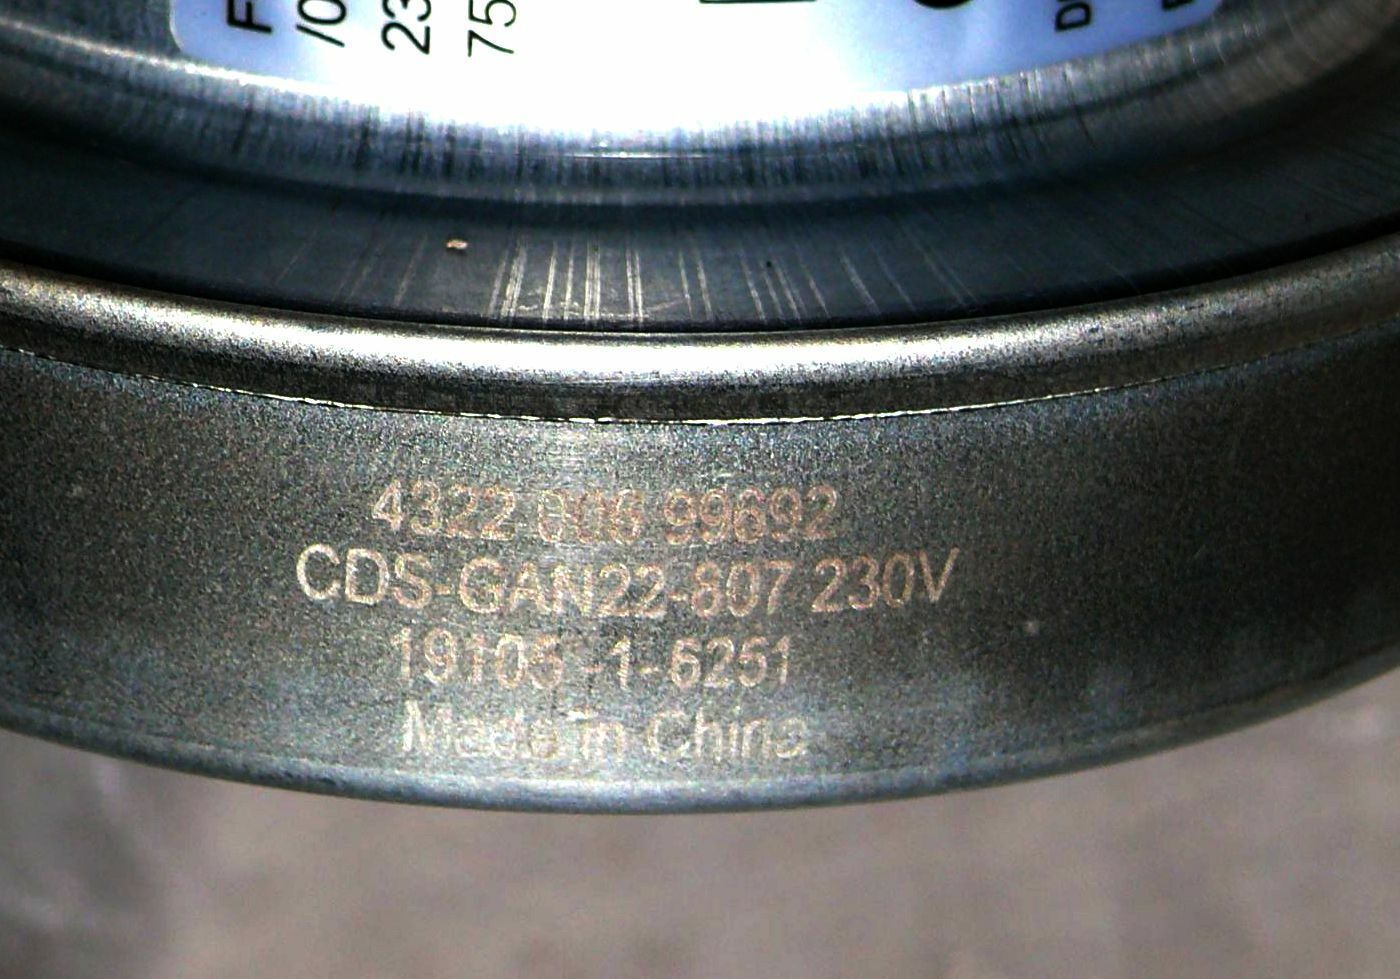 4322 006 99692
CDS-GAN22-807 230V
19105 -1-6251
Made in China